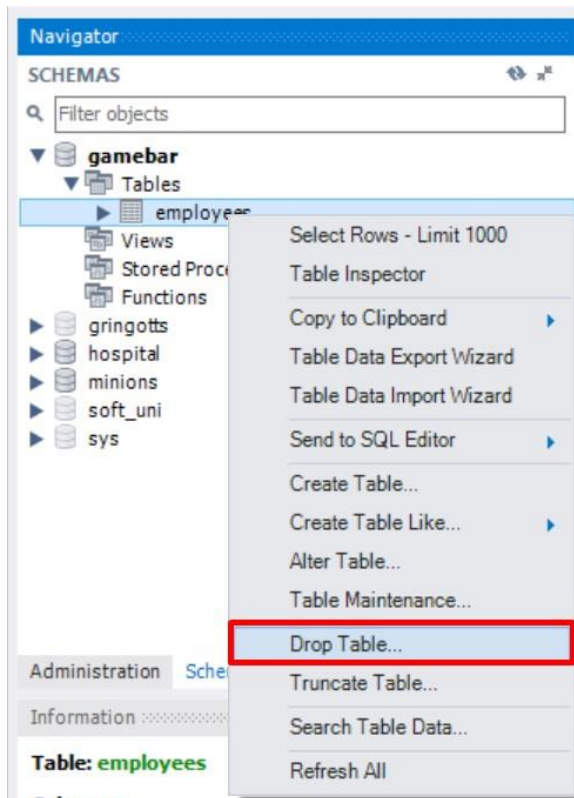 Navigator
SCHEMAS
Filter objects
gamebar
Tables
employees
Views
Stored Proce
Functions
gringotts
hospital
minions
soft_uni
sys
Select Rows - Limit 1000
Table Inspector
Copy to Clipboard
Table Data Export Wizard
Table Data Import Wizard
Send to SQL Editor
Create Table...
Create Table Like...
Alter Table...
Table Maintenance...
Drop Table...
Truncate Table...
Search Table Data...
Refresh All
Administration Sche
Information
Table: employees